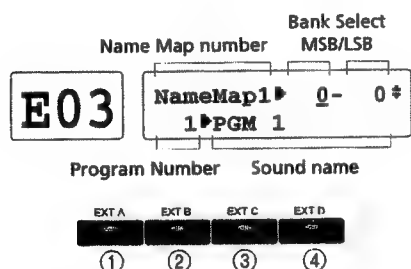 Bank Select
Name Map number MSB/LSB
E03
NameMap1▶ 0- 0
1▶PGM 1
Program Number Sound name
EXT A EXT B EXT C EXT D
① ② ③ ④